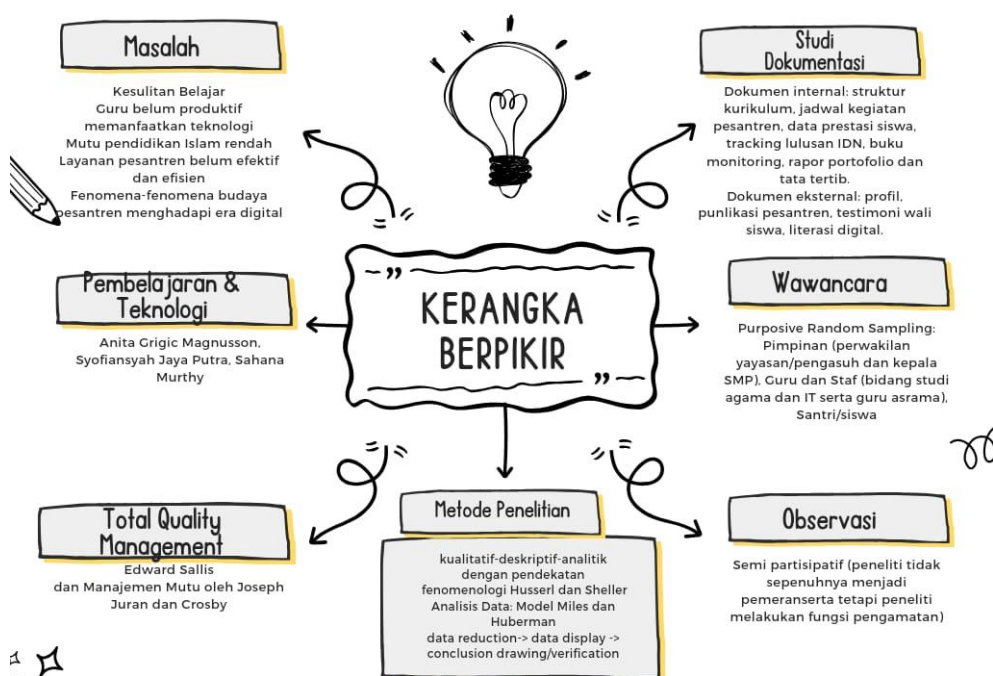 Masalah
Kesulitan Belajar
Guru belum produktif
memanfaatkan teknologi
Mutu pendidikan Islam rendah
Layanan pesantren belum efektif
dan efisien
Fenomena-fenomena budaya
pesantren menghadapi era digital
Pembelajaran &
Teknologi
Anita Grigic Magnusson,
Syofiansyah Jaya Putra, Sahana
Murthy
Total Quality
Management
Edward Sallis
dan Manajemen Mutu oleh Joseph
Juran dan Crosby
KERANGKA
BERPIKIR
Metode Penelitian
kualitatif-deskriptif-analitik
dengan pendekatan
fenomenologi Husserl dan Sheller
Analisis Data: Model Miles dan
Huberman
data reduction-> data display ->
conclusion drawing/verification
Studi
Dokumentasi
Dokumen internal: struktur
kurikulum, jadwal kegiatan
pesantren, data prestasi siswa,
tracking lulusan IDN, buku
monitoring, rapor portofolio dan
tata tertib.
Dokumen eksternal: profil,
punlikasi pesantren, testimoni wali
siswa, literasi digital.
Wawancara
Purposive Random Sampling:
Pimpinan (perwakilan
yayasan/pengasuh dan kepala
SMP), Guru dan Staf (bidang studi
agama dan IT serta guru asrama),
Santri/siswa
Observasi
Semi partisipatif (peneliti tidak
sepenuhnya menjadi
pemeranserta tetapi peneliti
melakukan fungsi pengamatan)